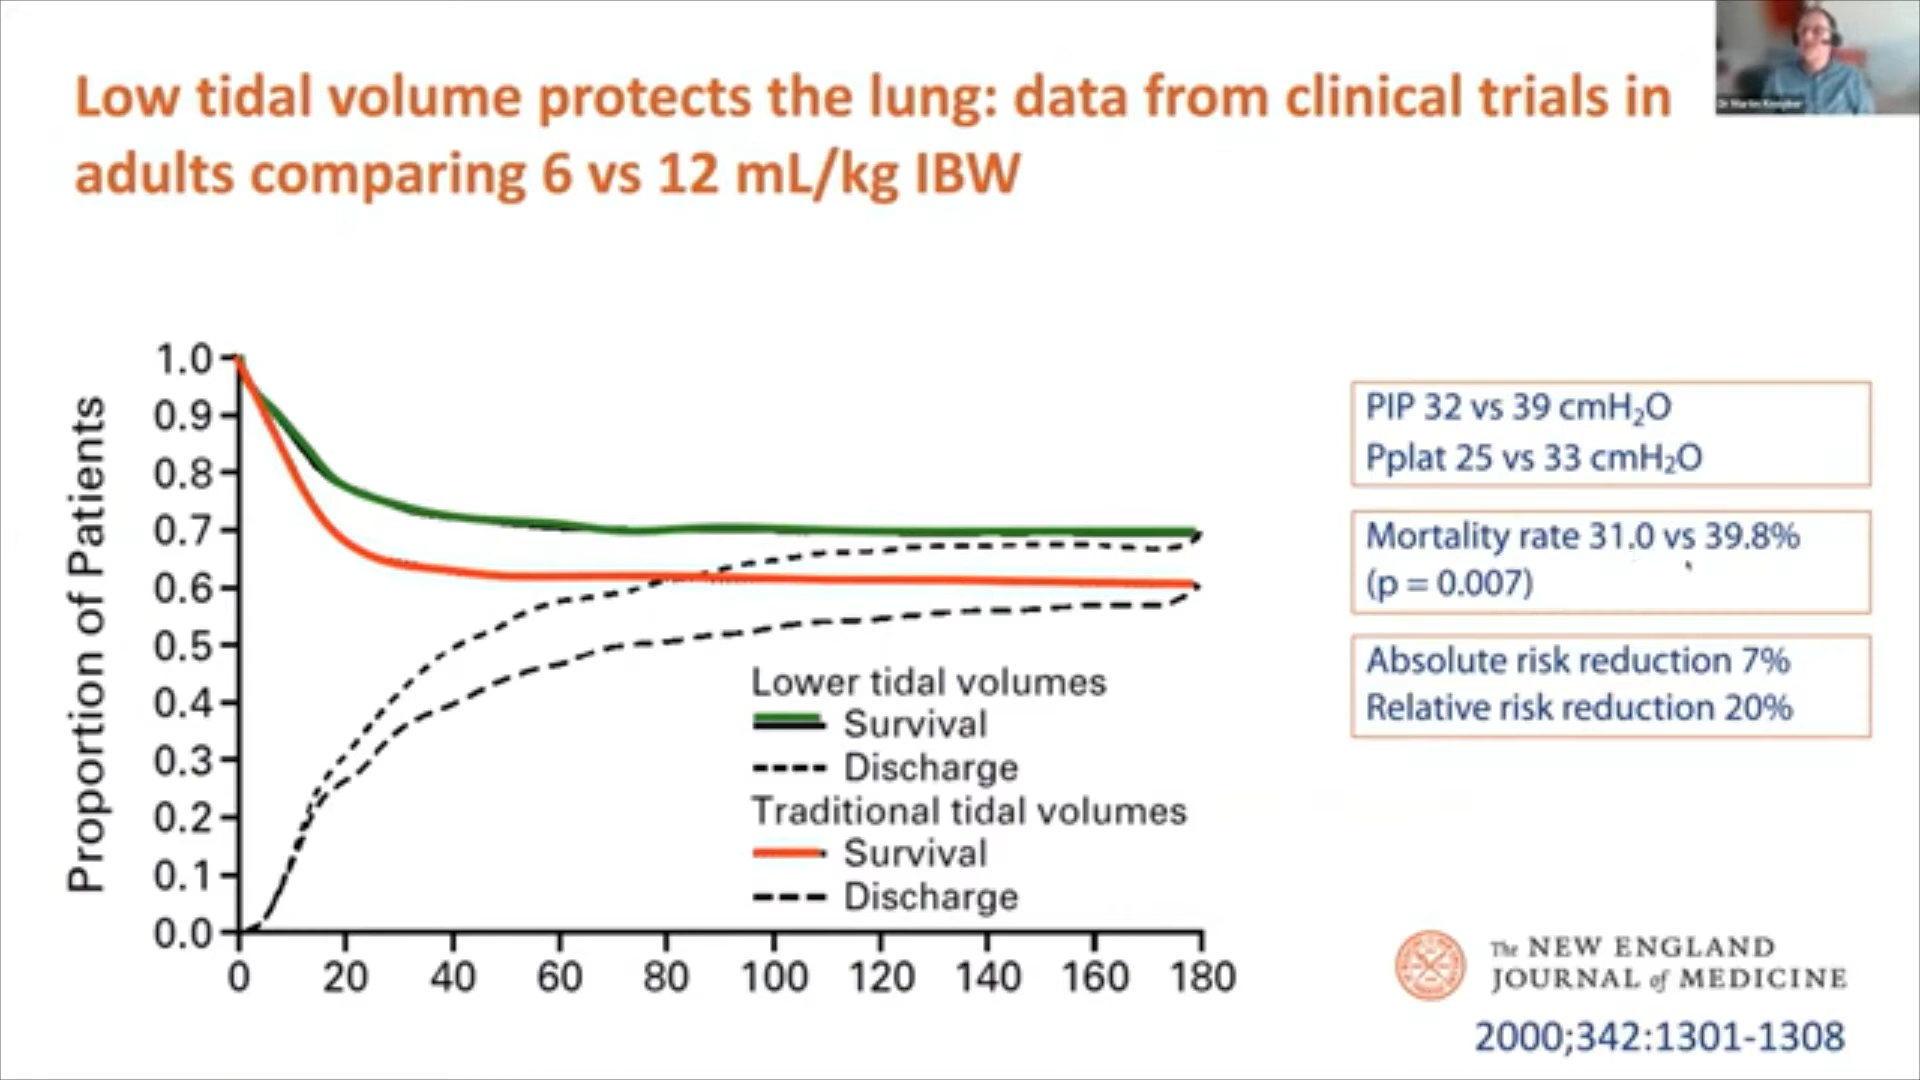 Low tidal volume protects the lung: data from clinical trials in
adults comparing 6 vs 12 mL/kg IBW
Proportion of Patients
1.0
0.9
0.8
0.7
0.6
0.5
0.4
0.3
0.2
0.1
0.0
0 20 40 60 80 100 120 140 160 180
Lower tidal volumes
Survival
Discharge
Traditional tidal volumes
Survival
Discharge
PIP 32 vs 39 cmH₂O
Pplat 25 vs 33 cmH₂O
Mortality rate 31.0 vs 39.8%
(p = 0.007)
Absolute risk reduction 7%
Relative risk reduction 20%
The NEW ENGLAND
JOURNAL of MEDICINE
2000;342:1301-1308